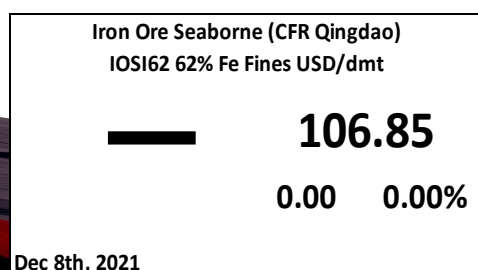 Iron Ore Seaborne (CFR Qingdao)
IOSI62 62% Fe Fines USD/dmt
106.85
0.00 0.00%
Dec 8th, 2021